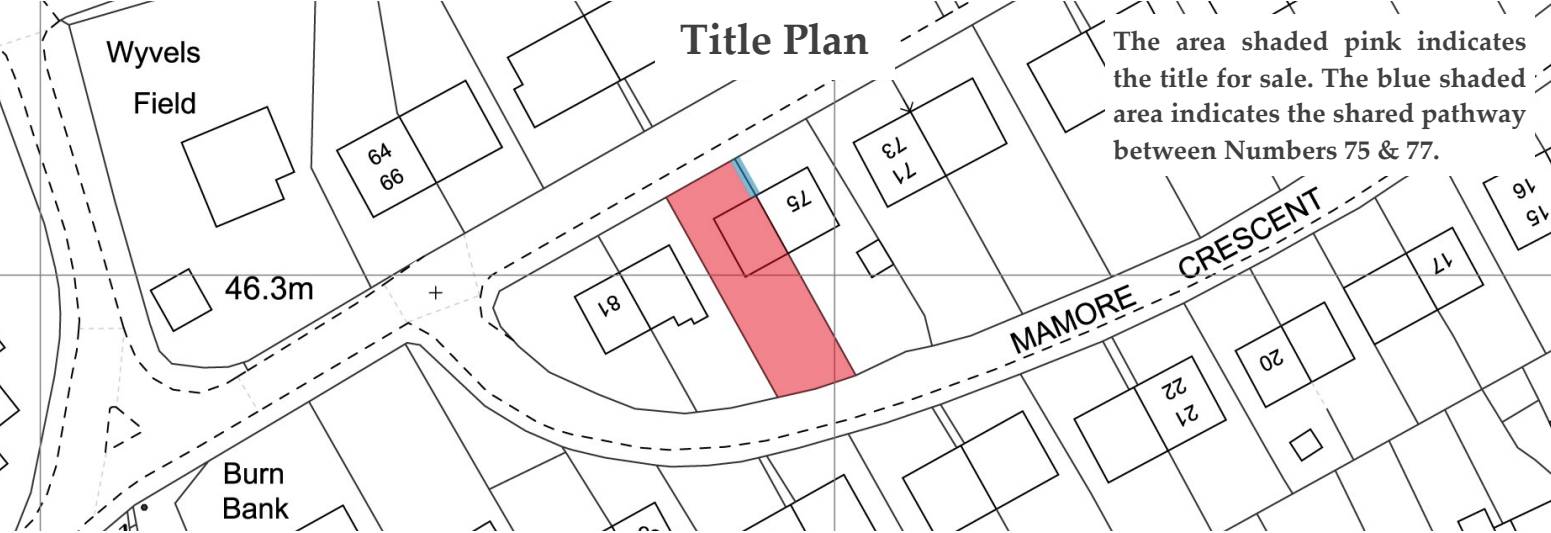 Title Plan
The area shaded pink indicates
the title for sale. The blue shaded
area indicates the shared pathway
between Numbers 75 & 77.
Wyvels
Field
64
66
73
71
75
81
46.3m
MAMORE CRESCENT
16
15
17
20
22
21
Burn
Bank